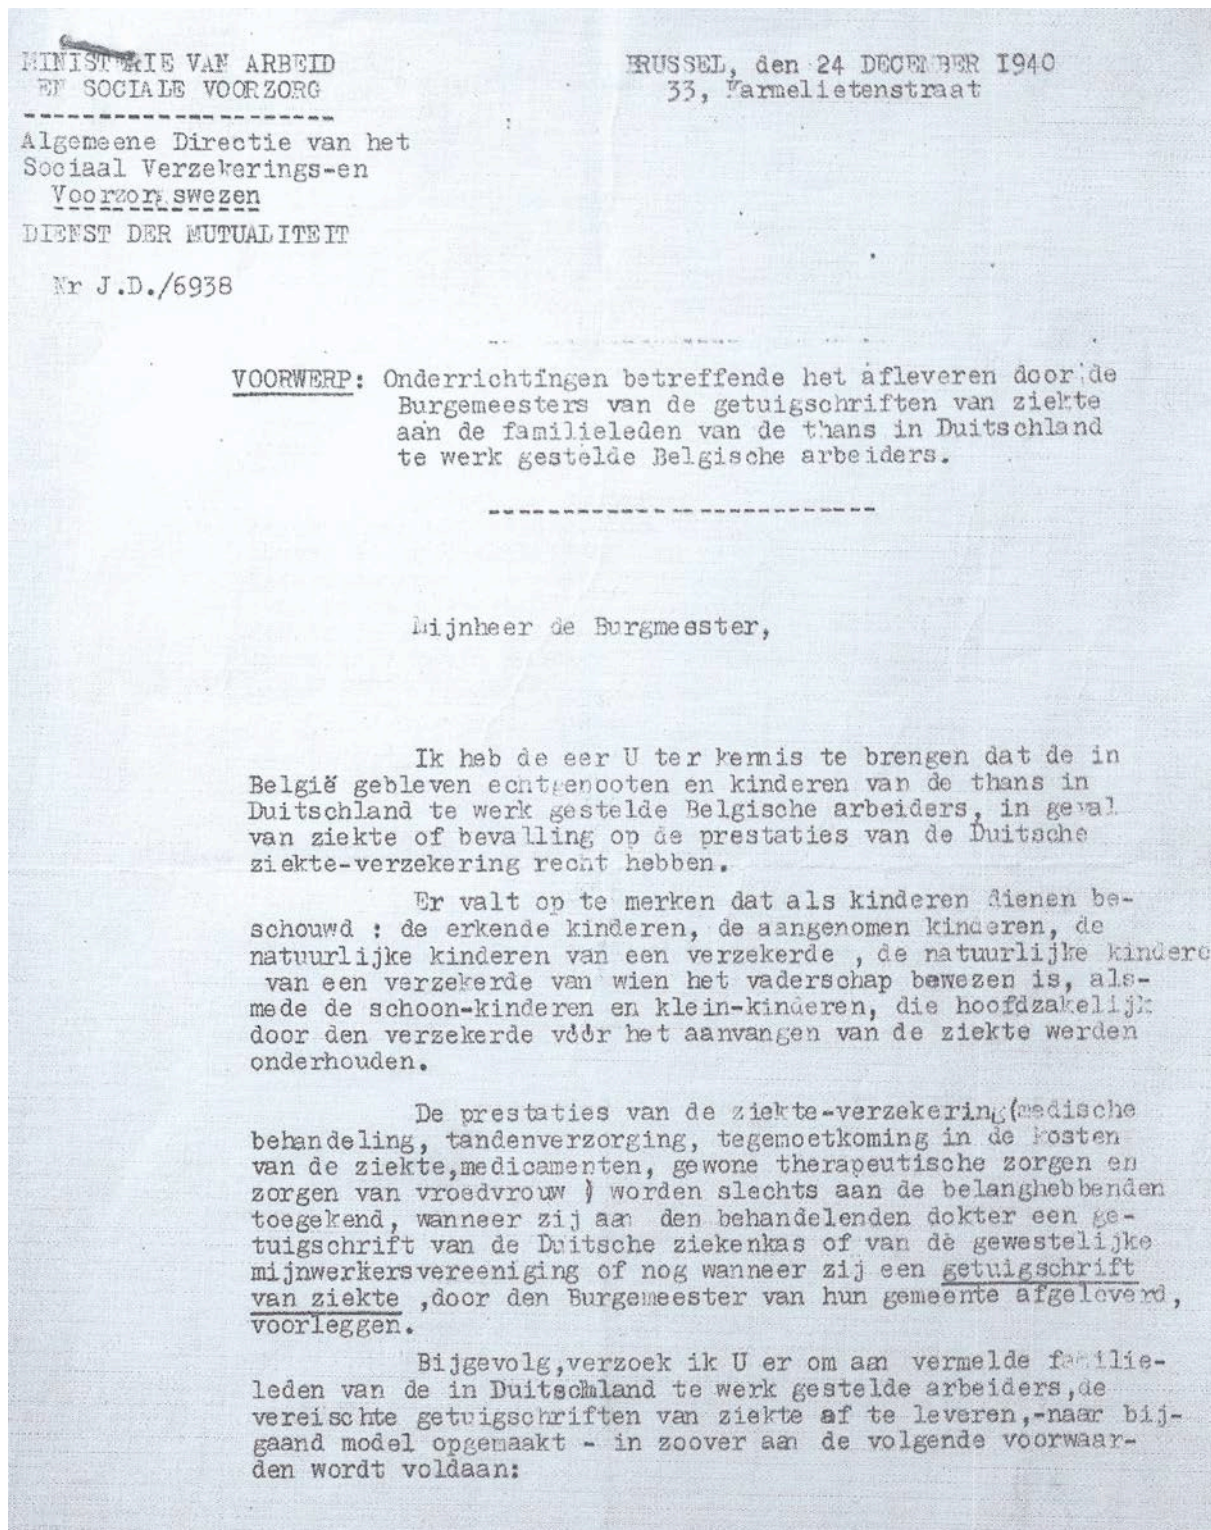 MINISTERIE VAN ARBEID
EN SOCIALE VOORZORG
Algemeene Directie van het
Sociaal Verzekerings-en
Voorzorgswezen
DIENST DER MUTUALITEIT
Nr J.D./6938
BRUSSEL, den 24 DECEMBER 1940
33, Karmelietenstraat
VOORWERP: Onderrichtingen betreffende het afleveren door de
Burgemeesters van de getuigschriften van ziekte
aan de familieleden van de thans in Duitschland
te werk gestelde Belgische arbeiders.
Mijnheer de Burgmeester,
Ik heb de eer U ter kennis te brengen dat de in
België gebleven echtgenooten en kinderen van de thans in
Duitschland te werk gestelde Belgische arbeiders, in geval
van ziekte of bevalling op de prestaties van de Duitsche
ziekte-verzekering recht hebben.
Er valt op te merken dat als kinderen dienen be-
schouwd : de erkende kinderen, de aangenomen kinderen, de
natuurlijke kinderen van een verzekerde , de natuurlijke kindere
van een verzekerde van wien het vaderschap bewezen is, als-
mede de schoon-kinderen en klein-kinderen, die hoofdzakelijk
door den verzekerde vóór het aanvangen van de ziekte werden
onderhouden.
De prestaties van de ziekte-verzekering(medische
behandeling, tandenverzorging, tegemoetkoming in de kosten
van de ziekte,medicamenten, gewone therapeutische zorgen en
zorgen van vroedvrouw ) worden slechts aan de belanghebbenden
toegekend, wanneer zij aan den behandelenden dokter een ge-
tuigschrift van de Duitsche ziekenkas of van de gewestelijke
mijnwerkersvereeniging of nog wanneer zij een getuigschrift
van ziekte ,door den Burgemeester van hun gemeente afgeleverd,
voorleggen.
Bijgevolg,verzoek ik U er om aan vermelde familie-
leden van de in Duitschland te werk gestelde arbeiders,de
vereischte getuigschriften van ziekte af te leveren,-naar bij-
gaand model opgemaakt - in zoover aan de volgende voorwaar-
den wordt voldaan: